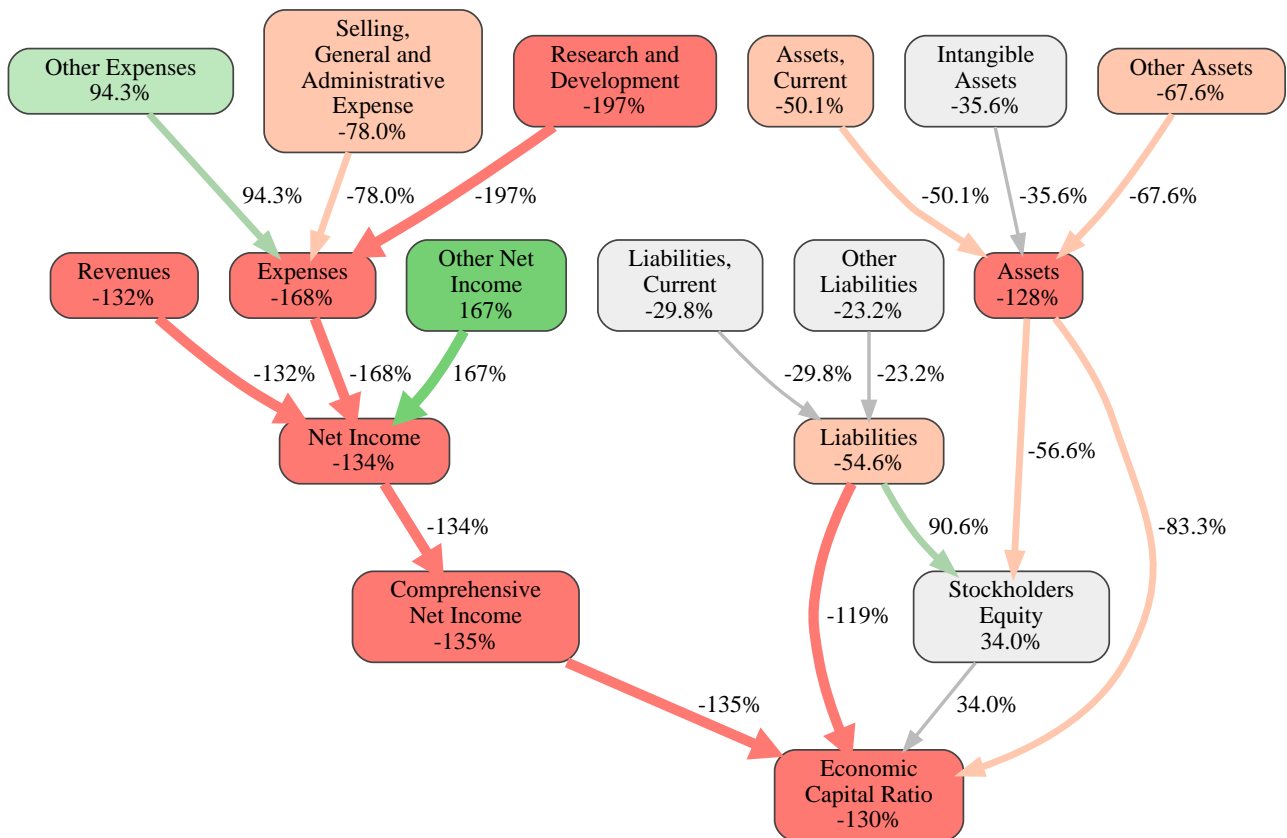 Other Expenses
94.3%
Selling,
General and
Administrative
Expense
-78.0%
Research and
Development
-197%
Assets,
Current
-50.1%
Intangible
Assets
-35.6%
Other Assets
-67.6%
94.3%
-78.0%
-197%
-50.1%
-35.6%
-67.6%
Revenues
-132%
Expenses
-168%
Other Net
Income
167%
Liabilities,
Current
-29.8%
Other
Liabilities
-23.2%
Assets
-128%
-132%
-168%
167%
-29.8%
-23.2%
Net Income
-134%
Liabilities
-54.6%
-56.6%
-134%
90.6%
-83.3%
Comprehensive
Net Income
-135%
-119%
Stockholders
Equity
34.0%
-135%
34.0%
Economic
Capital Ratio
-130%